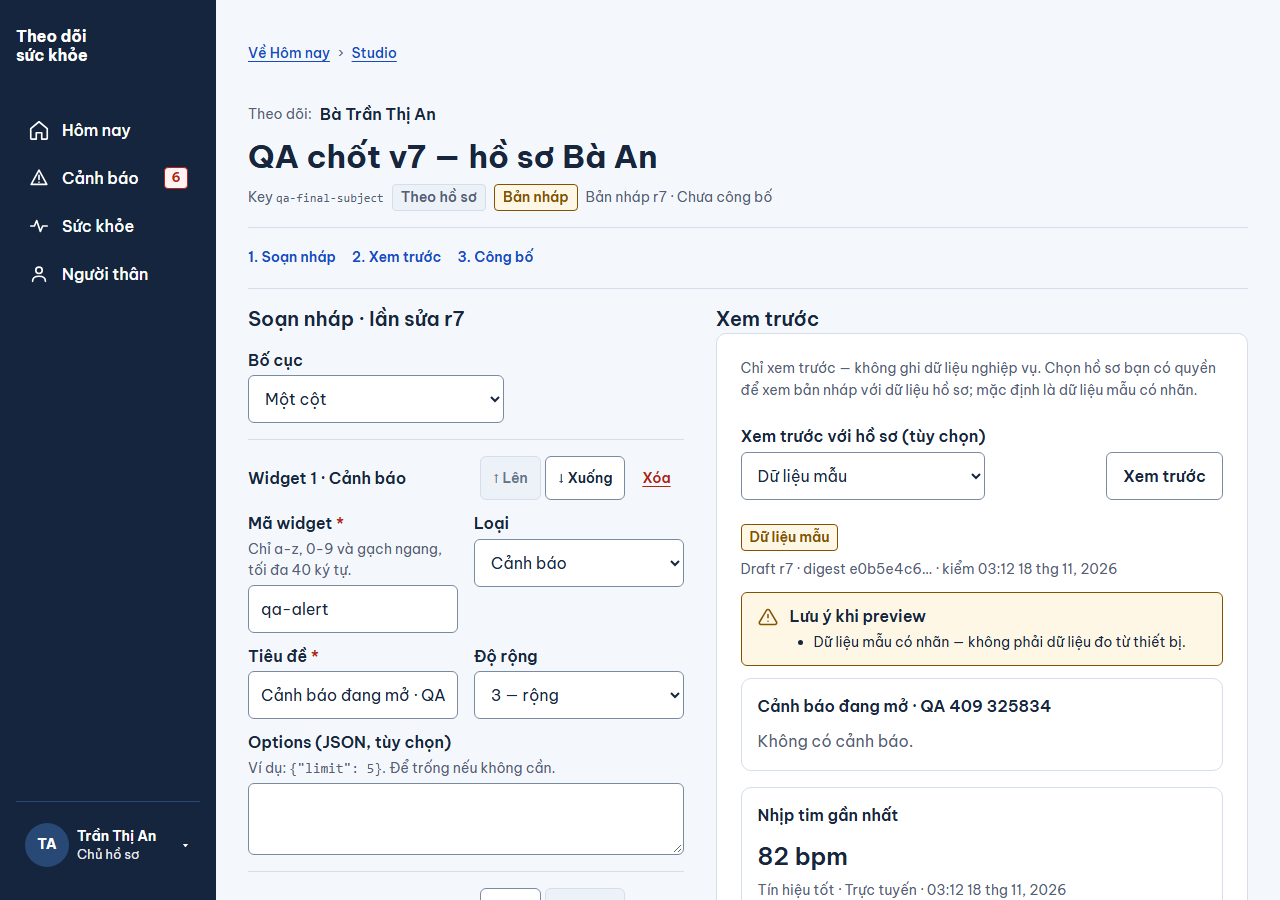 Theo dõi
sức khỏe
Hôm nay
Cảnh báo 6
Sức khỏe
Người thân
TA
Trần Thị An
Chủ hồ sơ
Về Hôm nay › Studio
Theo dõi: Bà Trần Thị An
QA chốt v7 — hồ sơ Bà An
Key qa-final-subject Theo hồ sơ Bản nháp Bản nháp r7 · Chưa công bố
1. Soạn nháp 2. Xem trước 3. Công bố
Soạn nháp · lần sửa r7
Bố cục
Một cột
Widget 1 · Cảnh báo ↑ Lên ↓ Xuống Xóa
Mã widget *
Chỉ a-z, 0-9 và gạch ngang,
tối đa 40 ký tự.
qa-alert
Loại
Cảnh báo
Tiêu đề *
Cảnh báo đang mở · QA
Độ rộng
3 — rộng
Options (JSON, tùy chọn)
Ví dụ: {"limit": 5}. Để trống nếu không cần.
Xem trước
Chỉ xem trước — không ghi dữ liệu nghiệp vụ. Chọn hồ sơ bạn có quyền
để xem bản nháp với dữ liệu hồ sơ; mặc định là dữ liệu mẫu có nhãn.
Xem trước với hồ sơ (tùy chọn)
Dữ liệu mẫu Xem trước
Dữ liệu mẫu
Draft r7 · digest e0b5e4c6… · kiểm 03:12 18 thg 11, 2026
Lưu ý khi preview
• Dữ liệu mẫu có nhãn — không phải dữ liệu đo từ thiết bị.
Cảnh báo đang mở · QA 409 325834
Không có cảnh báo.
Nhịp tim gần nhất
82 bpm
Tín hiệu tốt · Trực tuyến · 03:12 18 thg 11, 2026